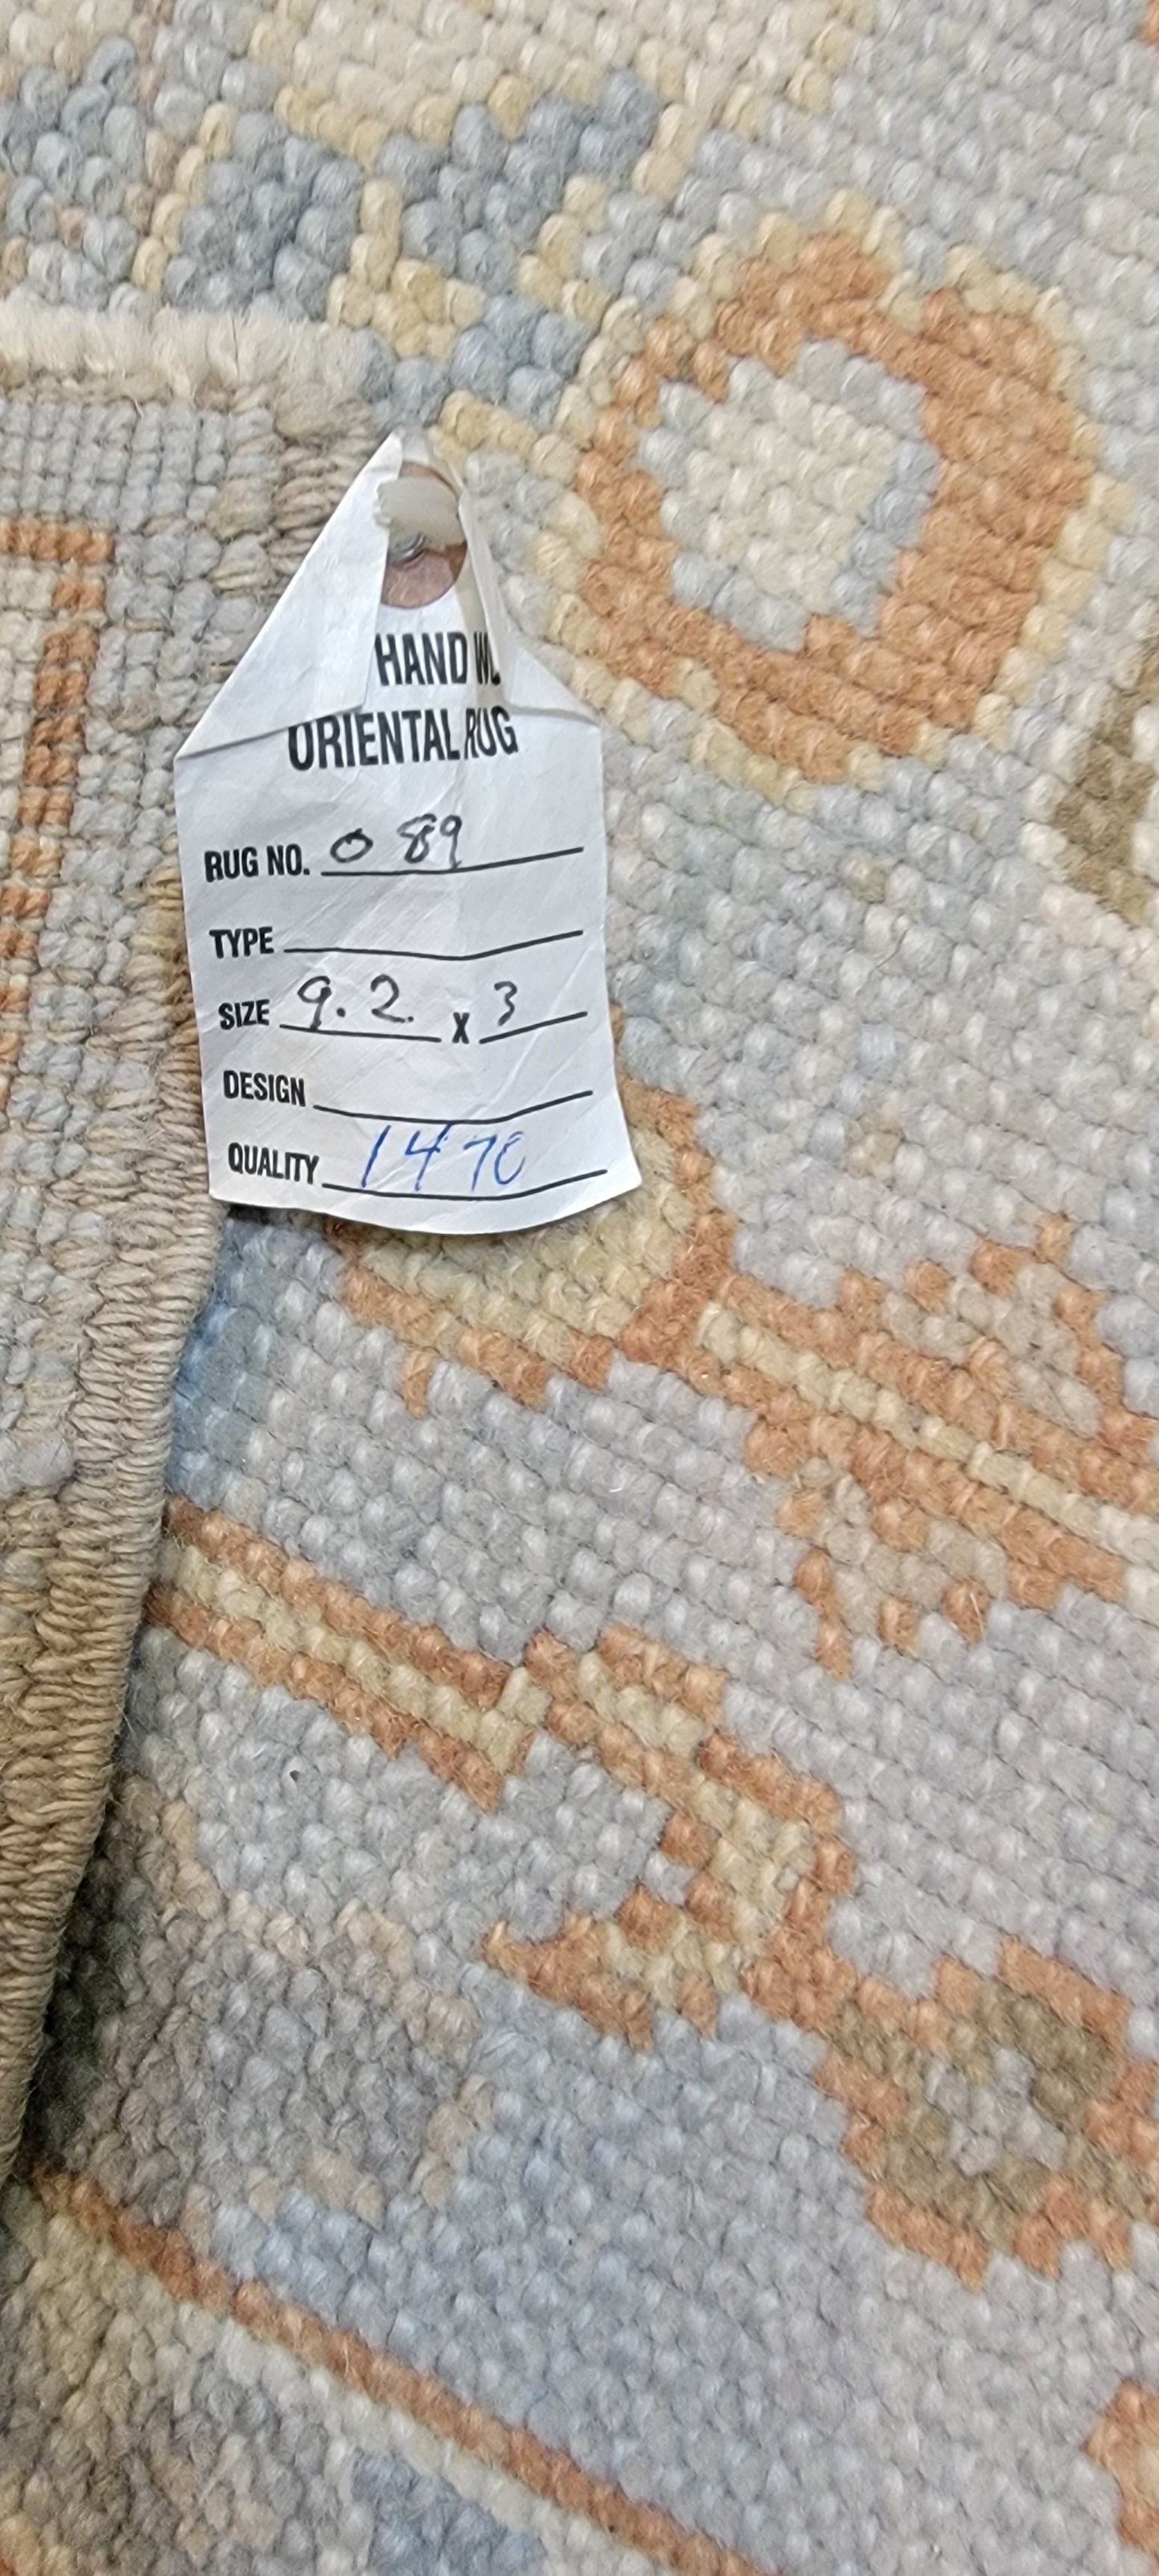 HAND W
ORIENTAL RUG
RUG NO. 089
TYPE
SIZE 9.2. X 3
DESIGN
QUALITY 1470